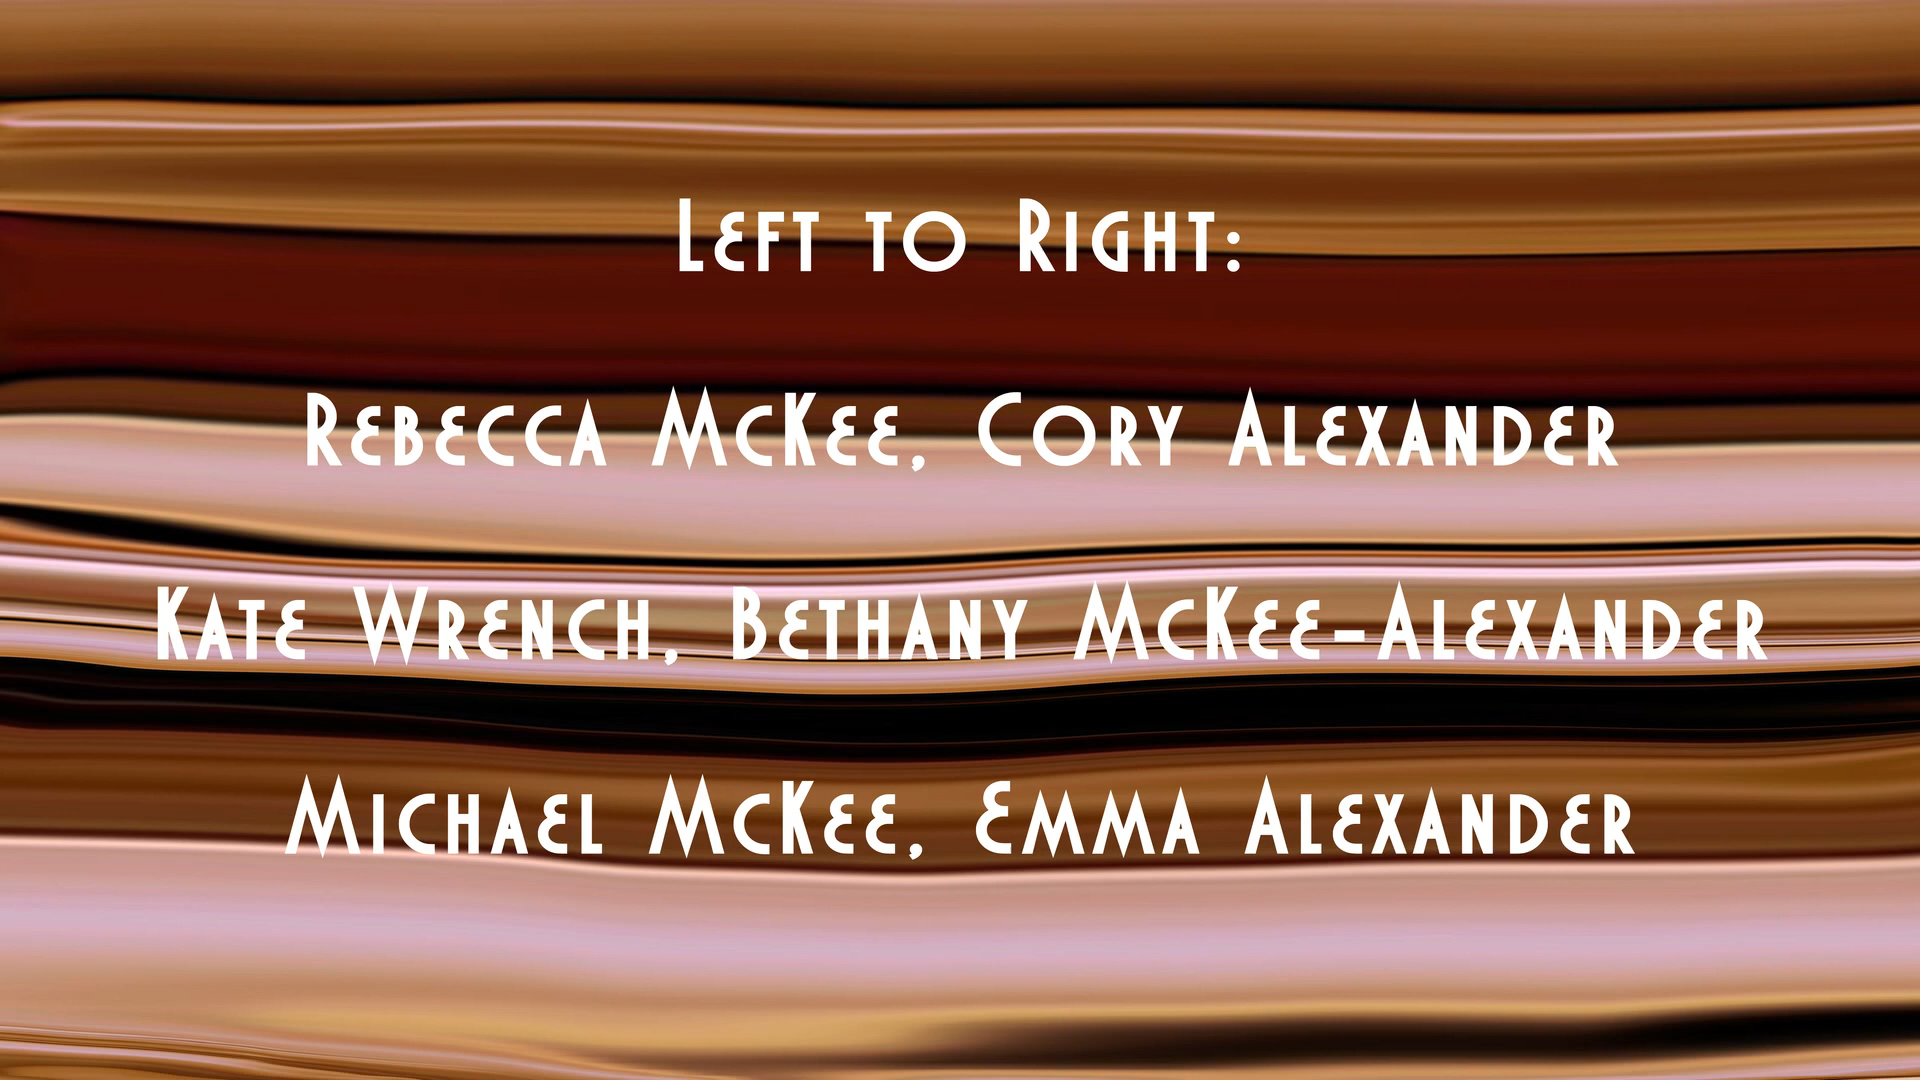 Left to Right:
Rebecca McKee, Cory Alexander
Kate Wrench, Bethany McKee-Alexander
Michael McKee, Emma Alexander